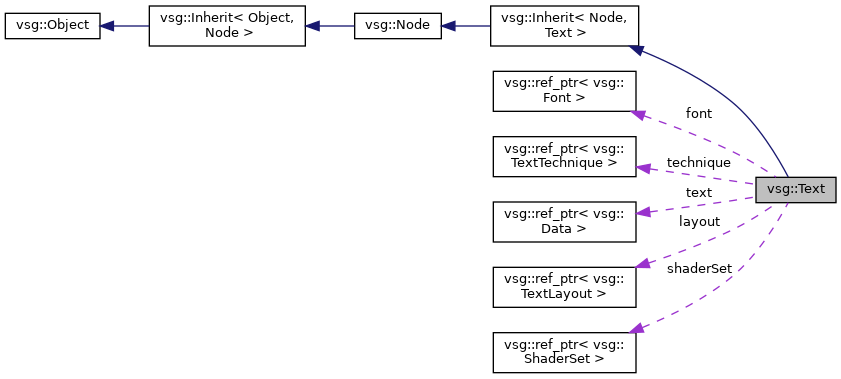 vsg::Object
vsg::Inherit< Object,
Node >
vsg::Node
vsg::Inherit< Node,
Text >
vsg::ref_ptr< vsg::
Font >
font
vsg::ref_ptr< vsg::
TextTechnique >
technique
vsg::Text
text
vsg::ref_ptr< vsg::
Data >
layout
vsg::ref_ptr< vsg::
TextLayout >
shaderSet
vsg::ref_ptr< vsg::
ShaderSet >